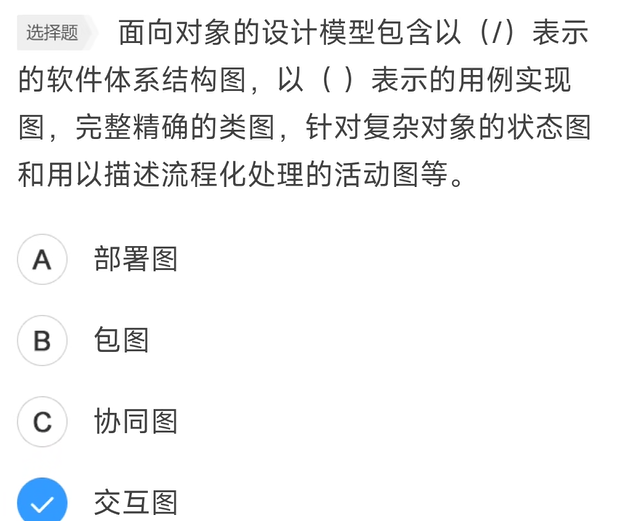 选择题 面向对象的设计模型包含以（/）表示
的软件体系结构图，以（ ）表示的用例实现
图，完整精确的类图，针对复杂对象的状态图
和用以描述流程化处理的活动图等。
A 部署图
B 包图
C 协同图
交互图